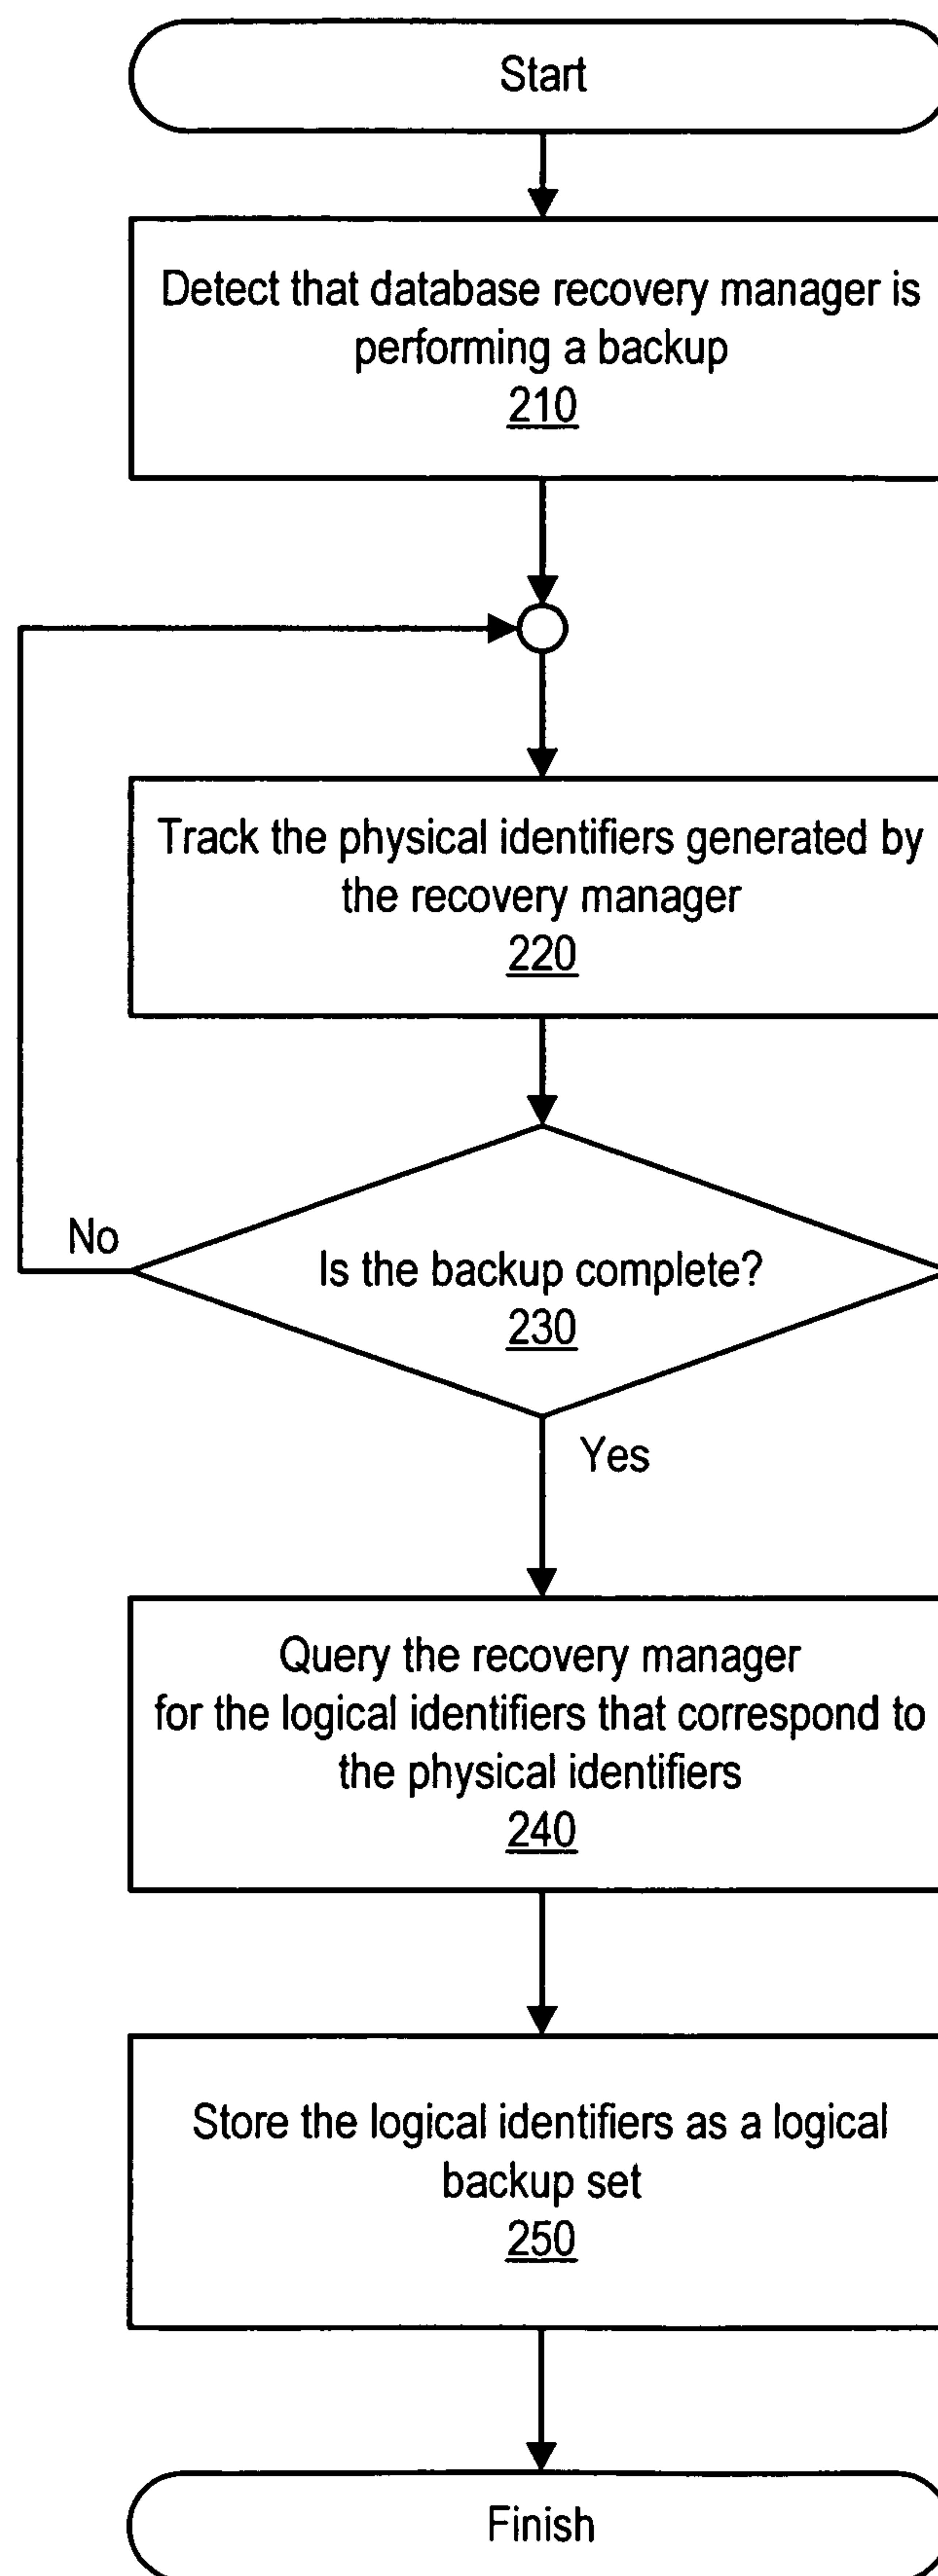 Start
Detect that database recovery manager is
performing a backup
210
Track the physical identifiers generated by
the recovery manager
220
No
Is the backup complete?
230
Yes
Query the recovery manager
for the logical identifiers that correspond to
the physical identifiers
240
Store the logical identifiers as a logical
backup set
250
Finish